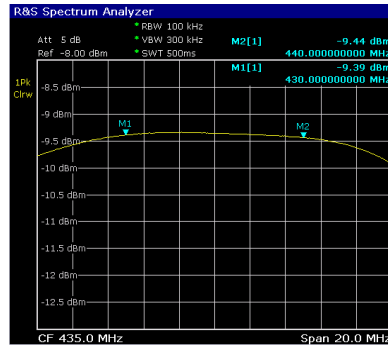 R&S Spectrum Analyzer
* RBW 100 kHz
Att 5 dB * VBW 300 kHz M2[1] -9.44 dBm
Ref -8.00 dBm * SWT 500ms 440.000000000 MHz
M1[1] -9.39 dBm
1Pk 430.000000000 MHz
Clrw
-8.5 dBm
-9 dBm
M1 M2
-9.5 dBm
-10 dBm
-10.5 dBm
-11 dBm
-11.5 dBm
-12 dBm
-12.5 dBm
CF 435.0 MHz Span 20.0 MHz